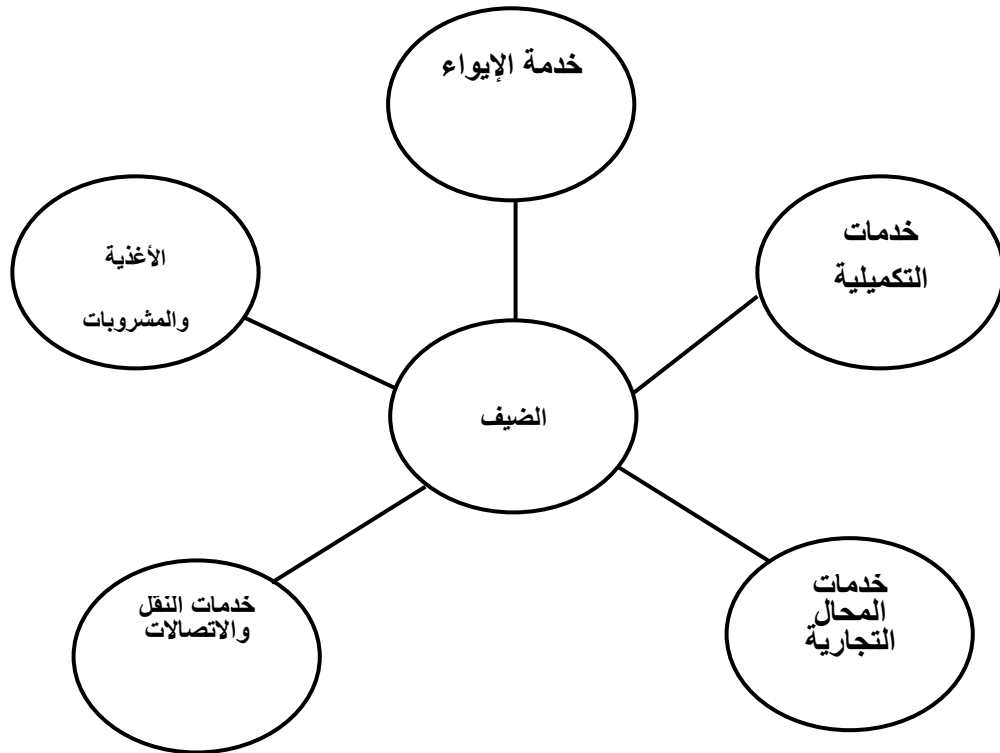 خدمة الإيواء
خدمات
التكميلية
الأغذية
والمشروبات
الضيف
خدمات
المحال
التجارية
خدمات النقل
والاتصالات